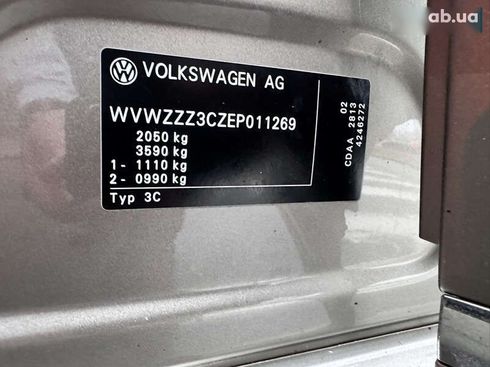 ab.ua
VOLKSWAGEN AG
WVWZZZ3CZEP011269
2050 kg
3590 kg
1 - 1110 kg
2 - 0990 kg
Typ 3C
02
CDAA 2813
4246272